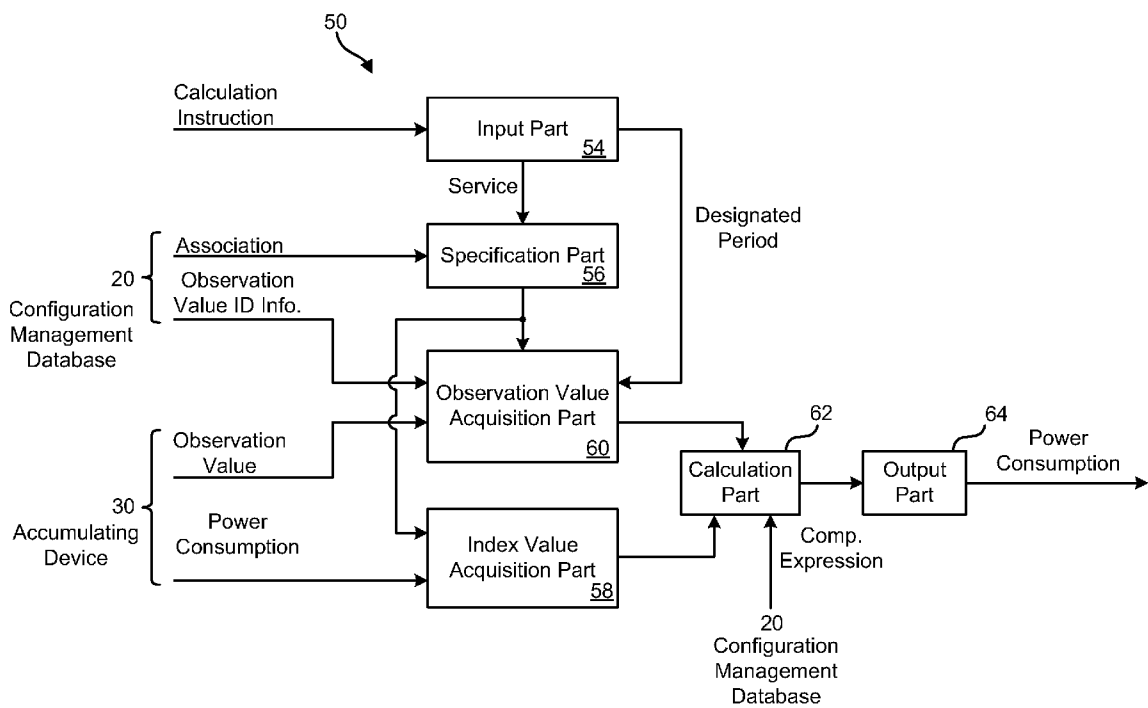 50
Calculation
Instruction
Input Part
54
Service
Designated
Period
Association
Specification Part
56
20
Configuration
Management
Database
Observation
Value ID Info.
Observation Value
Acquisition Part
60
Observation
Value
30
Accumulating
Device
Power
Consumption
Index Value
Acquisition Part
58
62
Calculation
Part
64
Output
Part
Power
Consumption
Comp.
Expression
20
Configuration
Management
Database